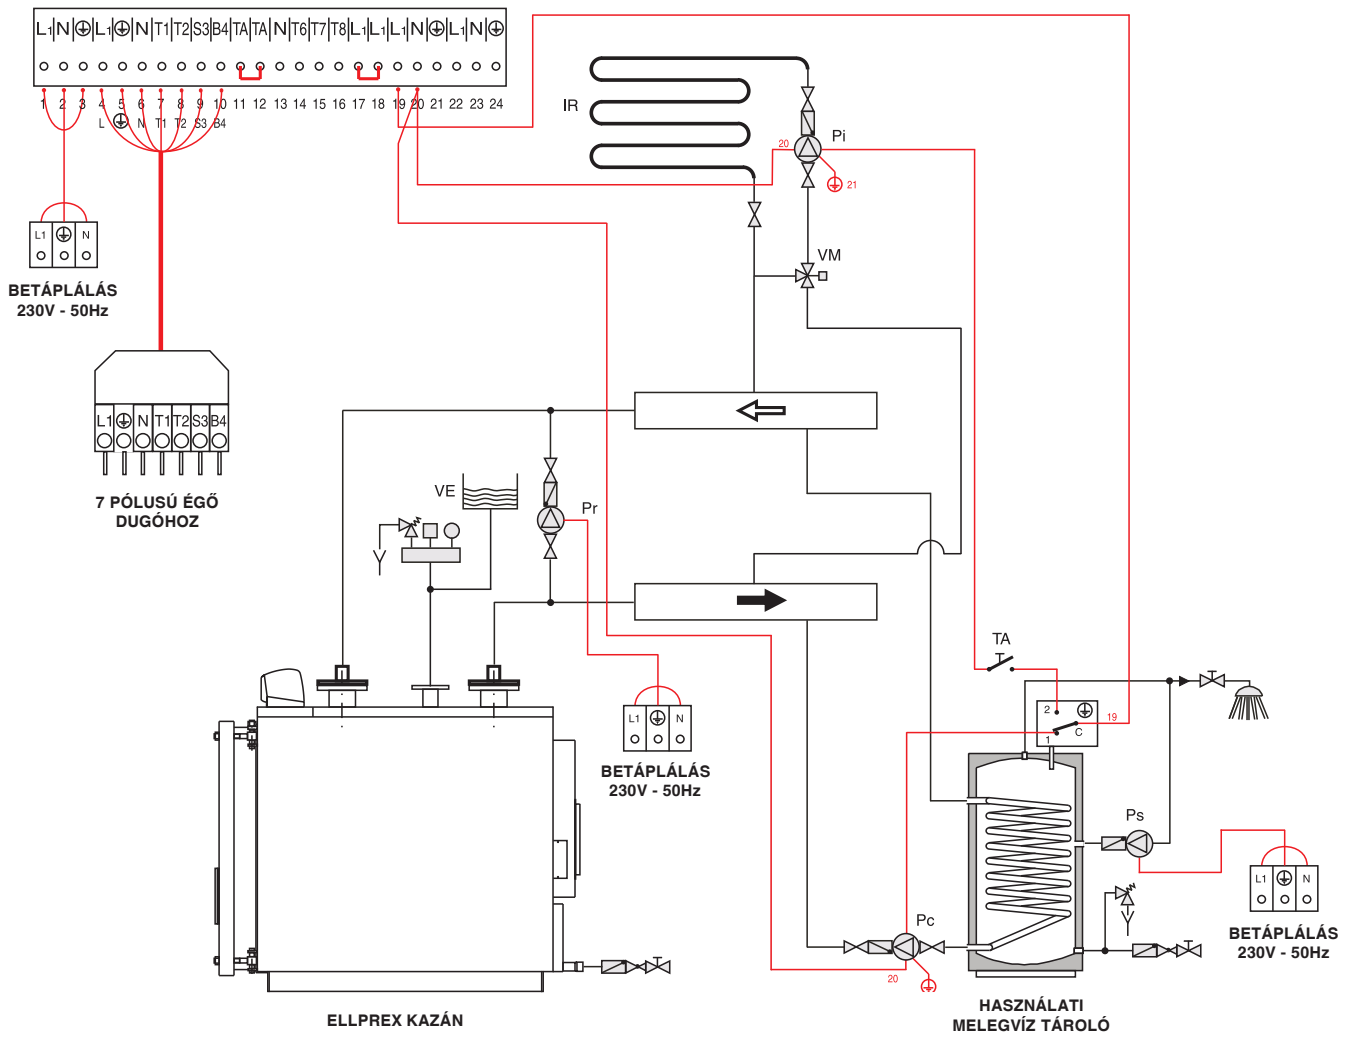 L1 N ⏚ L1 ⏚ N T1 T2 S3 B4 TA TA N T6 T7 T8 L1 L1 L1 N ⏚ L1 N ⏚
1 2 3 4 5 6 7 8 9 10 11 12 13 14 15 16 17 18 19 20 21 22 23 24
L ⏚ N T1 T2 S3 B4
IR
Pi
20
21
L1 ⏚ N
VM
BETÁPLÁLÁS
230V - 50Hz
L1 ⏚ N T1 T2 S3 B4
7 PÓLUSÚ ÉGŐ
DUGÓHOZ
VE
Pr
TA
L1 ⏚ N
BETÁPLÁLÁS
230V - 50Hz
2
1
C
19
Ps
L1 ⏚ N
BETÁPLÁLÁS
230V - 50Hz
Pc
20
ELLPREX KAZÁN
HASZNÁLATI
MELEGVÍZ TÁROLÓ